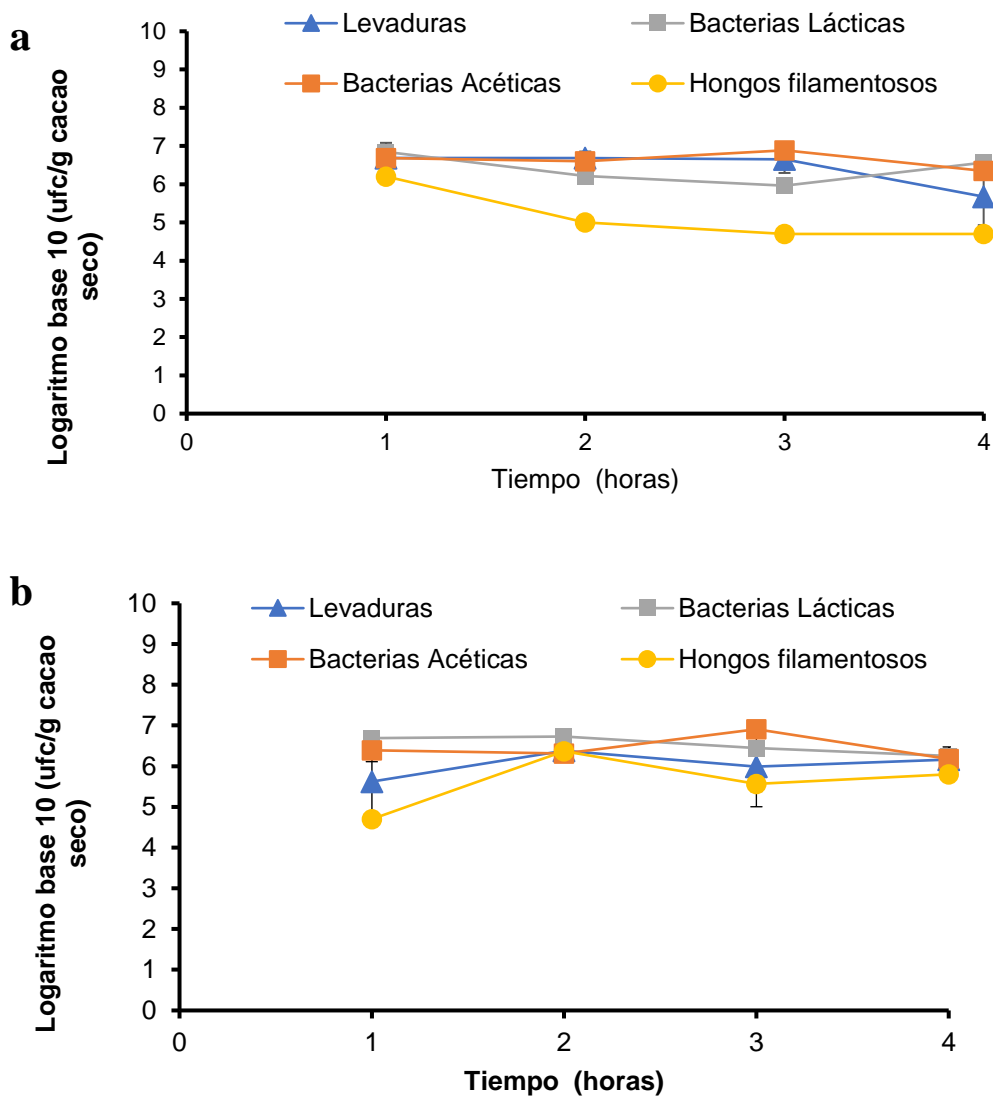 a
Levaduras
Bacterias Lácticas
Bacterias Acéticas
Hongos filamentosos
Logaritmo base 10 (ufc/g cacao
seco)
10
9
8
7
6
5
4
3
2
1
0
0 1 2 3 4
Tiempo (horas)
b
Levaduras
Bacterias Lácticas
Bacterias Acéticas
Hongos filamentosos
Logaritmo base 10 (ufc/g cacao
seco)
10
9
8
7
6
5
4
3
2
1
0
0 1 2 3 4
Tiempo (horas)